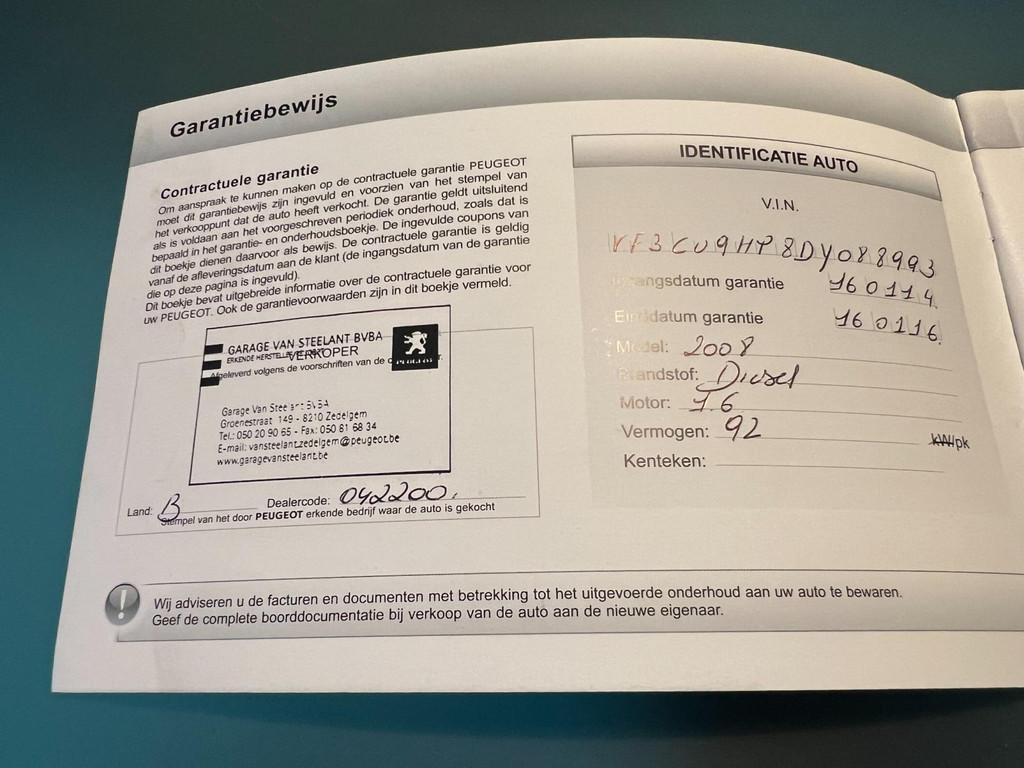 Garantiebewijs
Contractuele garantie
Om aanspraak te kunnen maken op de contractuele garantie PEUGEOT
moet dit garantiebewijs zijn ingevuld en voorzien van het stempel van
het verkooppunt dat de auto heeft verkocht. De garantie geldt uitsluitend
als is voldaan aan het voorgeschreven periodiek onderhoud, zoals dat is
bepaald in het garantie- en onderhoudsboekje. De ingevulde coupons van
dit boekje dienen daarvoor als bewijs. De contractuele garantie is geldig
vanaf de afleveringsdatum aan de klant (de ingangsdatum van de garantie
die op deze pagina is ingevuld).
Dit boekje bevat uitgebreide informatie over de contractuele garantie voor
uw PEUGEOT. Ook de garantievoorwaarden zijn in dit boekje vermeld.
GARAGE VAN STEELANT BVBA
ERKENDE VERKOPER
PEUGEOT
Afgeleverd volgens de voorschriften van de
Garage Van Steelant BVBA
Groenestraat 149 - 8210 Zedelgem
Tel.: 050 20 90 65 - Fax: 050 81 68 34
E-mail: vansteelant.zedelgem@peugeot.be
www.garagevansteelant.be
Land: B Dealercode: 042200.
Stempel van het door PEUGEOT erkende bedrijf waar de auto is gekocht
IDENTIFICATIE AUTO
V.I.N.
VF3CU9HP8DY088993
Ingangsdatum garantie 160114.
Einddatum garantie 160116.
Model: 2008
Brandstof: Diesel
Motor: 1.6
Vermogen: 92 kW/pk
Kenteken:
Wij adviseren u de facturen en documenten met betrekking tot het uitgevoerde onderhoud aan uw auto te bewaren.
Geef de complete boorddocumentatie bij verkoop van de auto aan de nieuwe eigenaar.